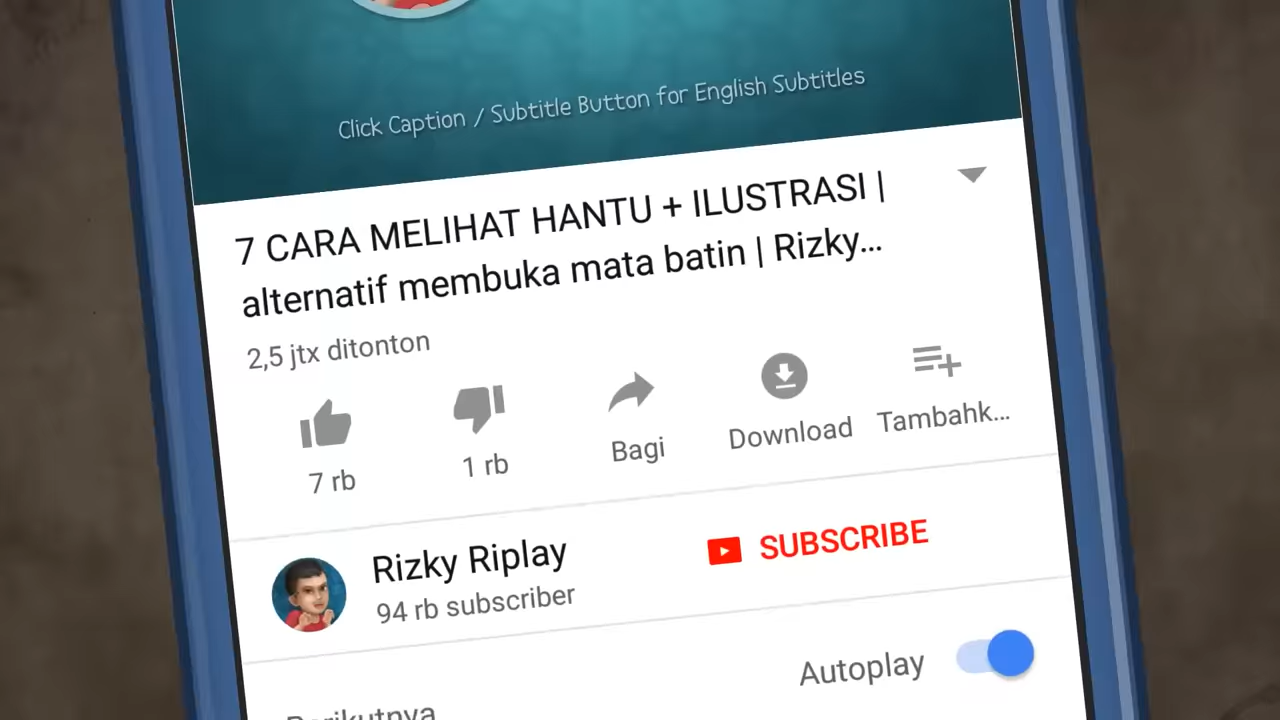 Click Caption / Subtitle Button for English Subtitles
7 CARA MELIHAT HANTU + ILUSTRASI |
alternatif membuka mata batin | Rizky...
2,5 jtx ditonton
7 rb
1 rb
Bagi
Download
Tambahk...
Rizky Riplay
SUBSCRIBE
94 rb subscriber
Autoplay
Berikutnya